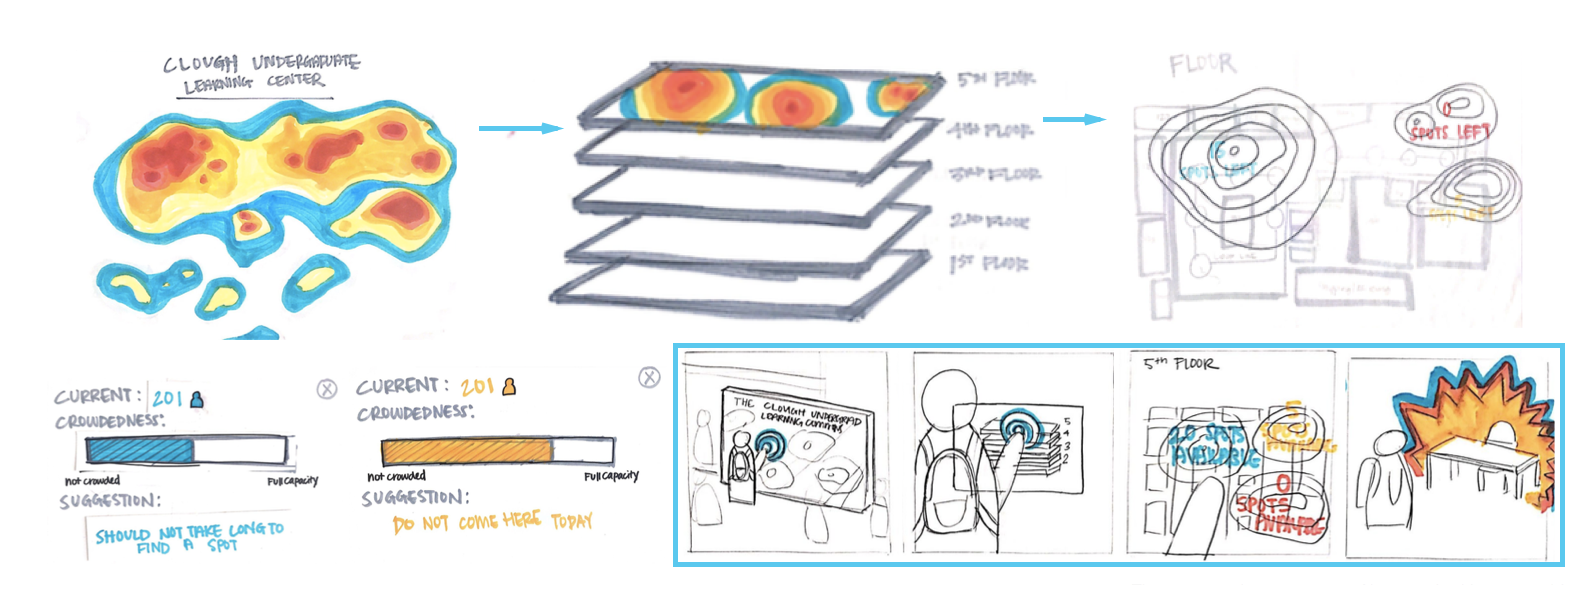 CLOUGH UNDERGRADUATE
LEARNING CENTER
5TH FLOOR
4TH FLOOR
3RD FLOOR
2ND FLOOR
1ST FLOOR
FLOOR
15
SPOTS LEFT
0
SPOTS LEFT
SPOTS LEFT
CURRENT: 201
CROWDEDNESS:
not crowded
Full Capacity
SUGGESTION:
SHOULD NOT TAKE LONG TO
FIND A SPOT
CURRENT: 201
CROWDEDNESS:
not crowded
Full Capacity
SUGGESTION:
DO NOT COME HERE TODAY
THE CLOUGH UNDERGRAD
LEARNING COMMONS
5
4
3
2
5th FLOOR
20 SPOTS
AVAILABLE
5
SPOTS
AVAILABLE
0
SPOTS
AVAILABLE